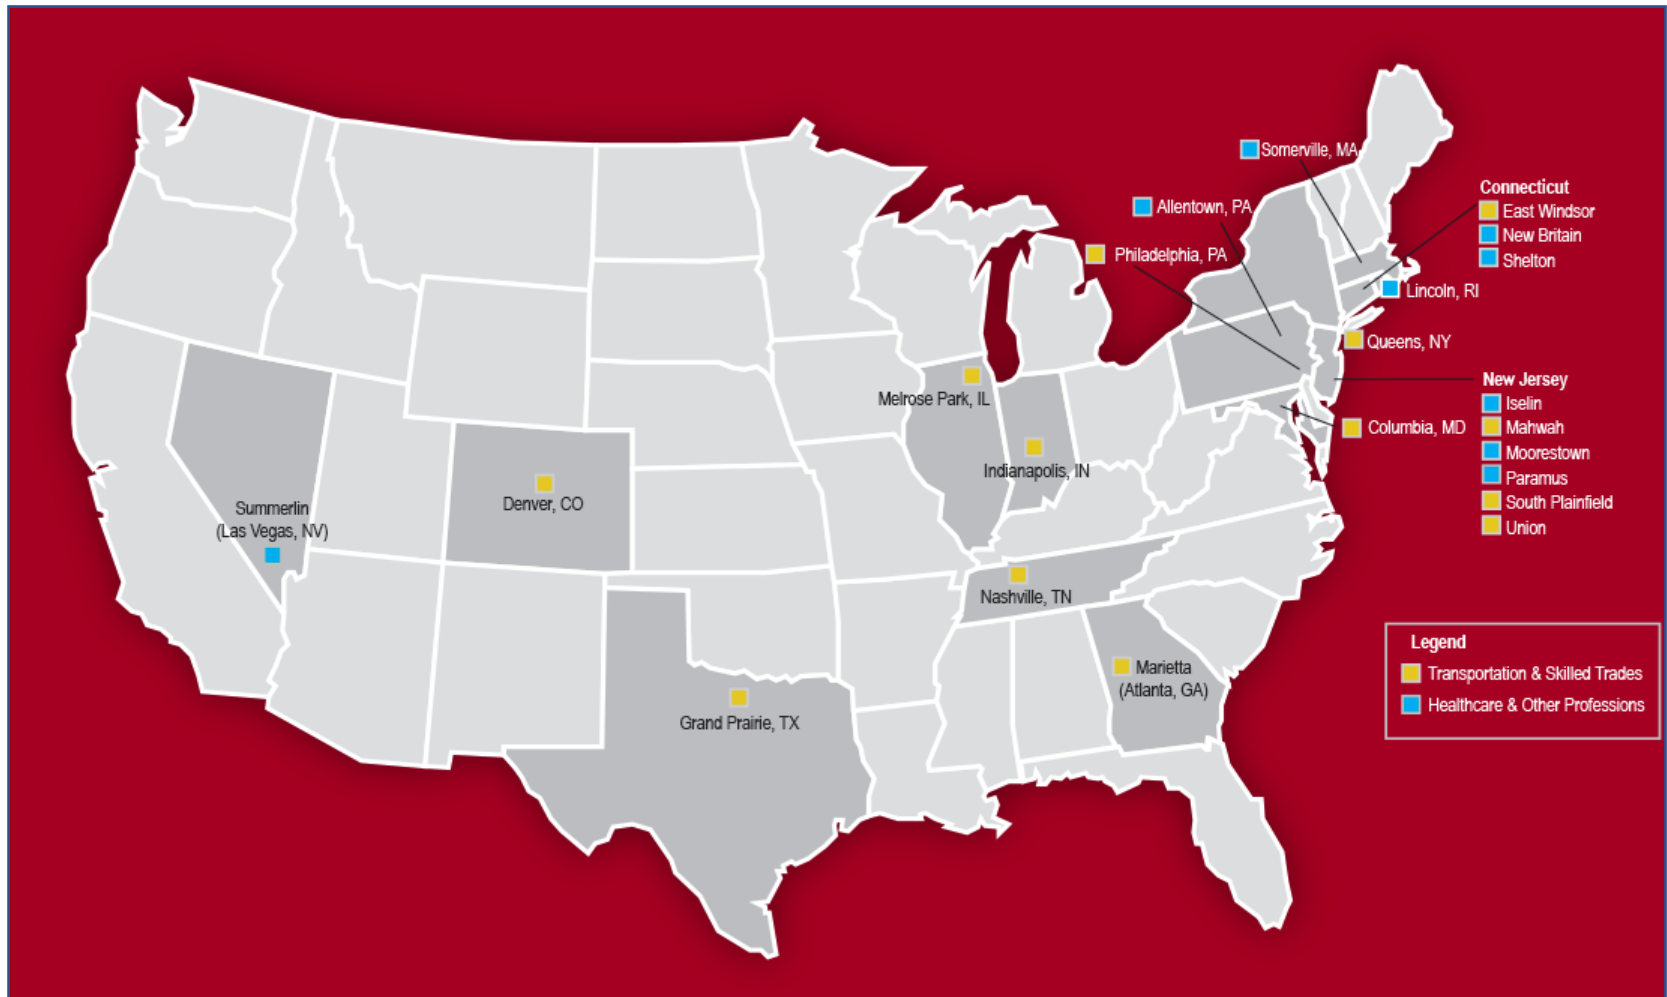 Somerville, MA
Allentown, PA
Philadelphia, PA
Connecticut
East Windsor
New Britain
Shelton
Lincoln, RI
Queens, NY
New Jersey
Iselin
Mahwah
Moorestown
Paramus
South Plainfield
Union
Columbia, MD
Melrose Park, IL
Indianapolis, IN
Denver, CO
Summerlin
(Las Vegas, NV)
Nashville, TN
Marietta
(Atlanta, GA)
Grand Prairie, TX
Legend
Transportation & Skilled Trades
Healthcare & Other Professions